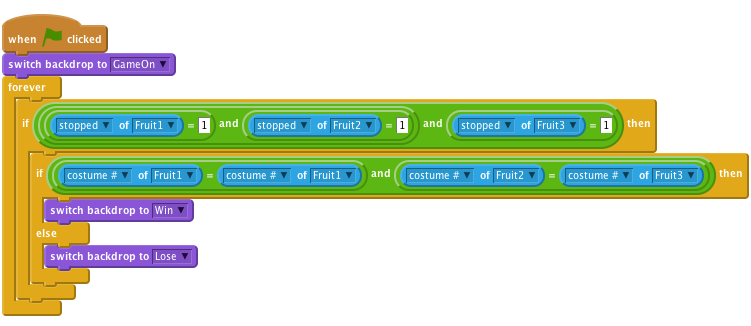 when clicked
switch backdrop to GameOn
forever
if stopped of Fruit1 = 1 and stopped of Fruit2 = 1 and stopped of Fruit3 = 1 then
if costume # of Fruit1 = costume # of Fruit1 and costume # of Fruit2 = costume # of Fruit3 then
switch backdrop to Win
else
switch backdrop to Lose